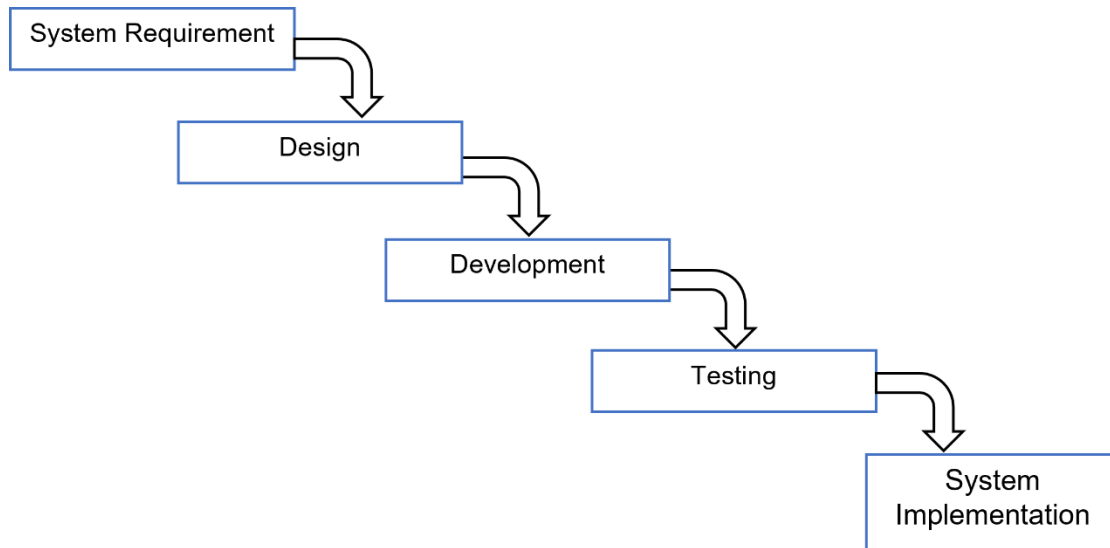 System Requirement
Design
Development
Testing
System
Implementation